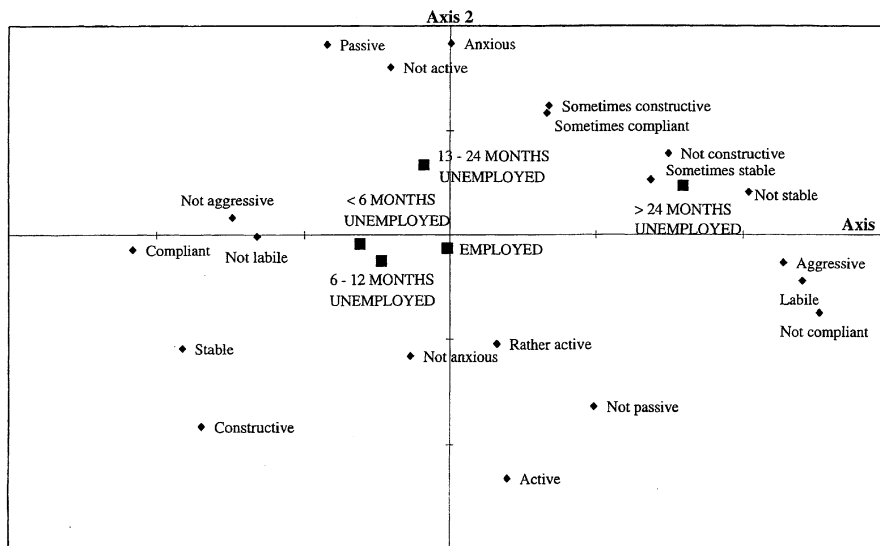 Axis 2
Passive
Anxious
Not active
Sometimes constructive
Sometimes compliant
13 - 24 MONTHS
UNEMPLOYED
Not constructive
Sometimes stable
Not stable
< 6 MONTHS
UNEMPLOYED
Not aggressive
> 24 MONTHS
UNEMPLOYED
Axis
Compliant
Not labile
EMPLOYED
6 - 12 MONTHS
UNEMPLOYED
Aggressive
Labile
Not compliant
Stable
Not anxious
Rather active
Not passive
Constructive
Active